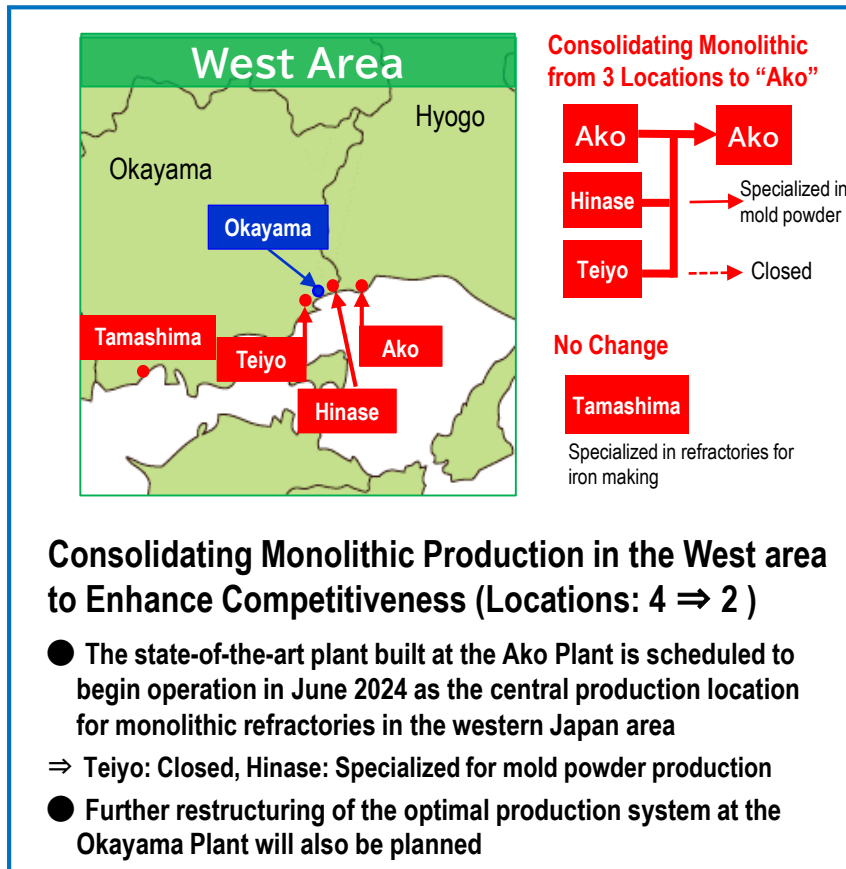 West Area
Hyogo
Okayama
Okayama
Tamashima
Teiyo
Ako
Hinase
Consolidating Monolithic
from 3 Locations to “Ako”
Ako
Ako
Hinase
Specialized in
mold powder
Teiyo
Closed
No Change
Tamashima
Specialized in refractories for
iron making
Consolidating Monolithic Production in the West area
to Enhance Competitiveness (Locations: 4 ⇒ 2 )
● The state-of-the-art plant built at the Ako Plant is scheduled to
begin operation in June 2024 as the central production location
for monolithic refractories in the western Japan area
⇒ Teiyo: Closed, Hinase: Specialized for mold powder production
● Further restructuring of the optimal production system at the
Okayama Plant will also be planned